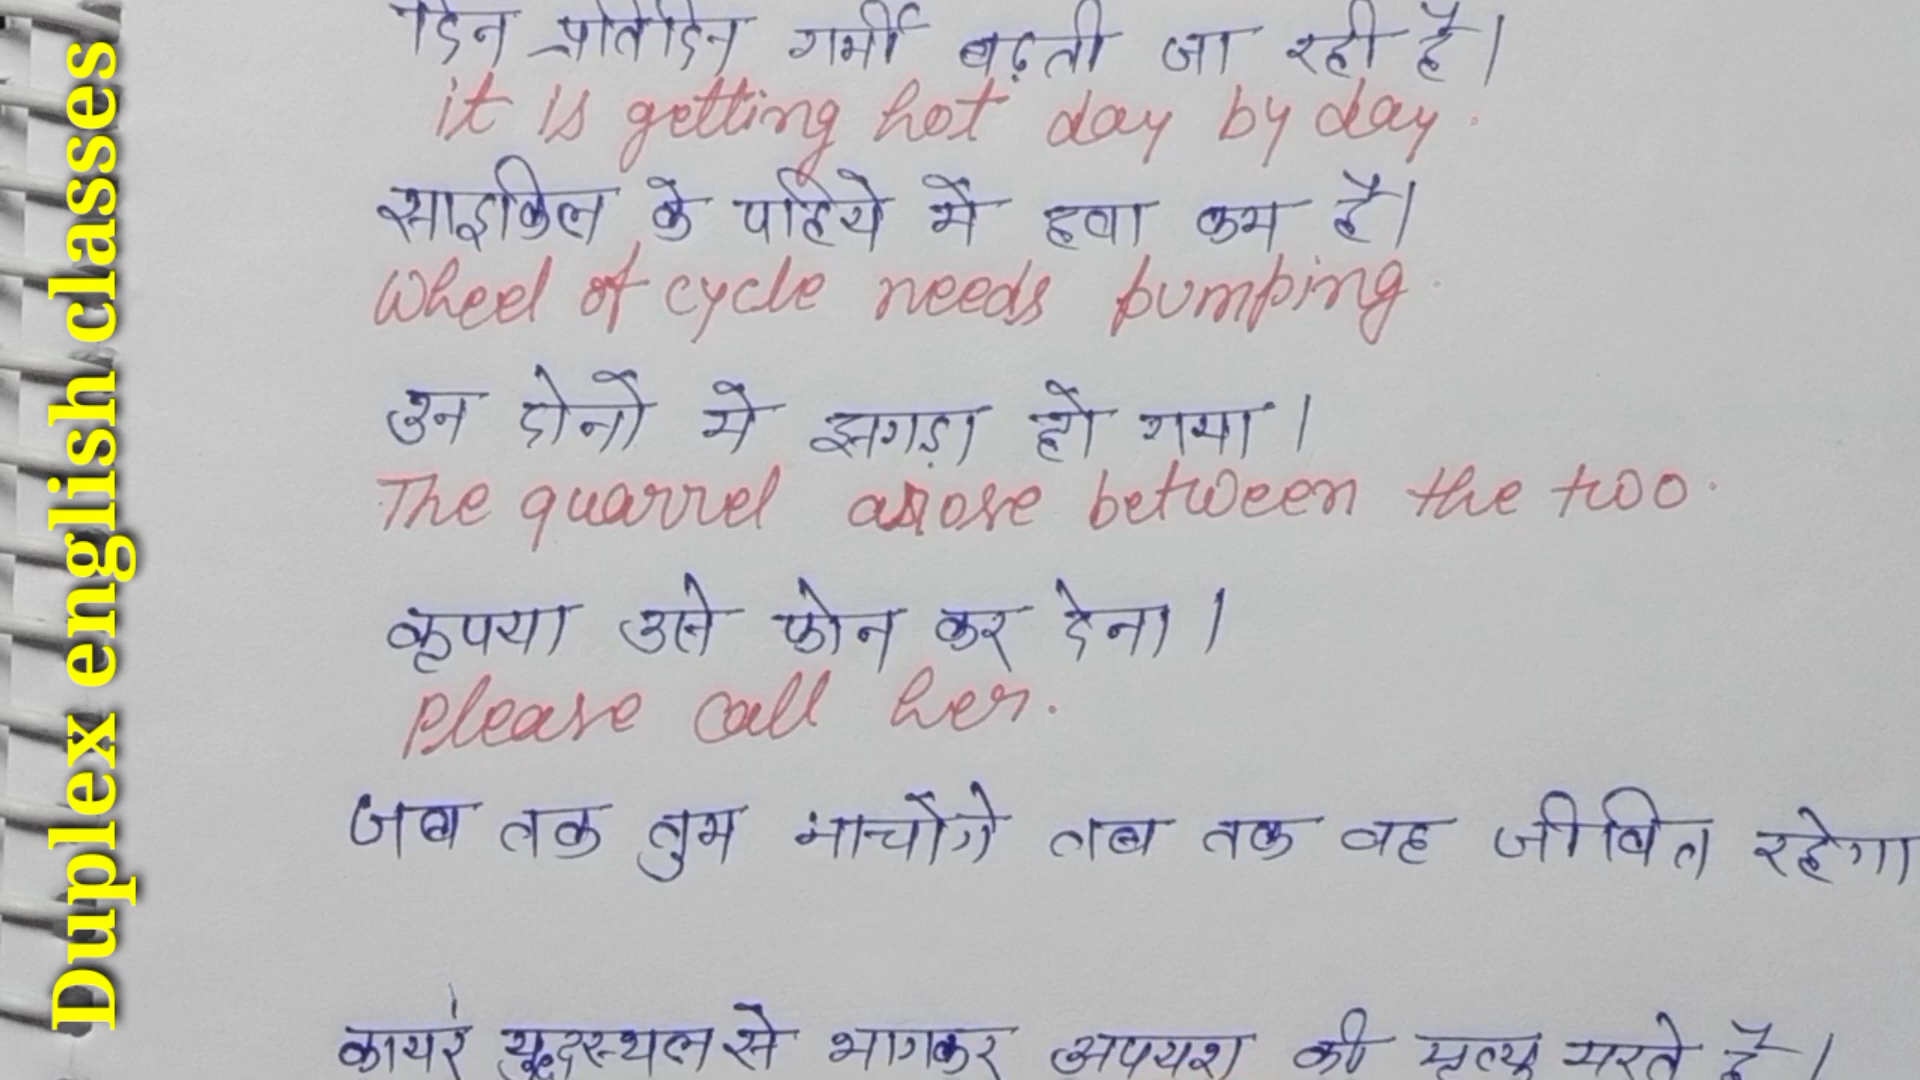 Duplex english classes
दिन प्रतिदिन गर्मी बढ़ती जा रही है।
it is getting hot day by day.
साइकिल के पहिये में हवा कम है।
Wheel of cycle needs pumping.
उन दोनों मे झगड़ा हो गया।
The quarrel arose between the two.
कृपया उसे फोन कर देना।
please call her.
जब तक तुम नाचोगे तब तक वह जीवित रहेगा
कायर युद्धस्थल से भागकर अपयश की मृत्यु मरते है।